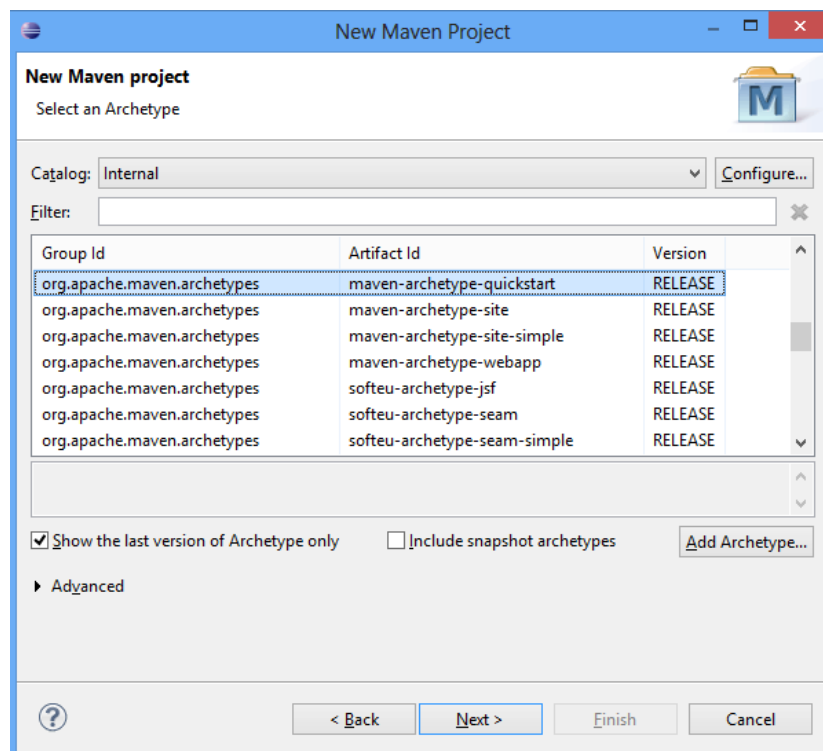 New Maven Project
New Maven project
Select an Archetype
M
Catalog: Internal Configure...
Filter:
Group Id Artifact Id Version
org.apache.maven.archetypes maven-archetype-quickstart RELEASE
org.apache.maven.archetypes maven-archetype-site RELEASE
org.apache.maven.archetypes maven-archetype-site-simple RELEASE
org.apache.maven.archetypes maven-archetype-webapp RELEASE
org.apache.maven.archetypes softeu-archetype-jsf RELEASE
org.apache.maven.archetypes softeu-archetype-seam RELEASE
org.apache.maven.archetypes softeu-archetype-seam-simple RELEASE
Show the last version of Archetype only Include snapshot archetypes Add Archetype...
Advanced
? < Back Next > Finish Cancel